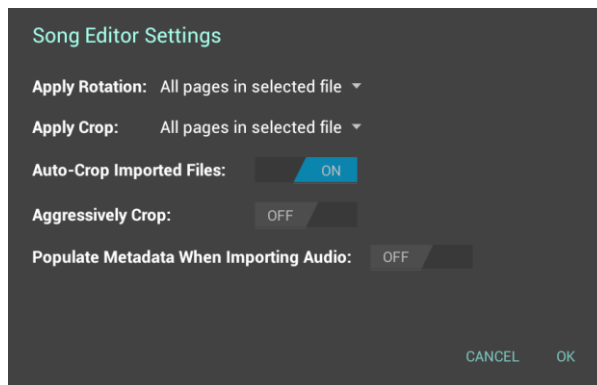 Song Editor Settings
Apply Rotation: All pages in selected file
Apply Crop: All pages in selected file
Auto-Crop Imported Files: ON
Aggressively Crop: OFF
Populate Metadata When Importing Audio: OFF
CANCEL OK